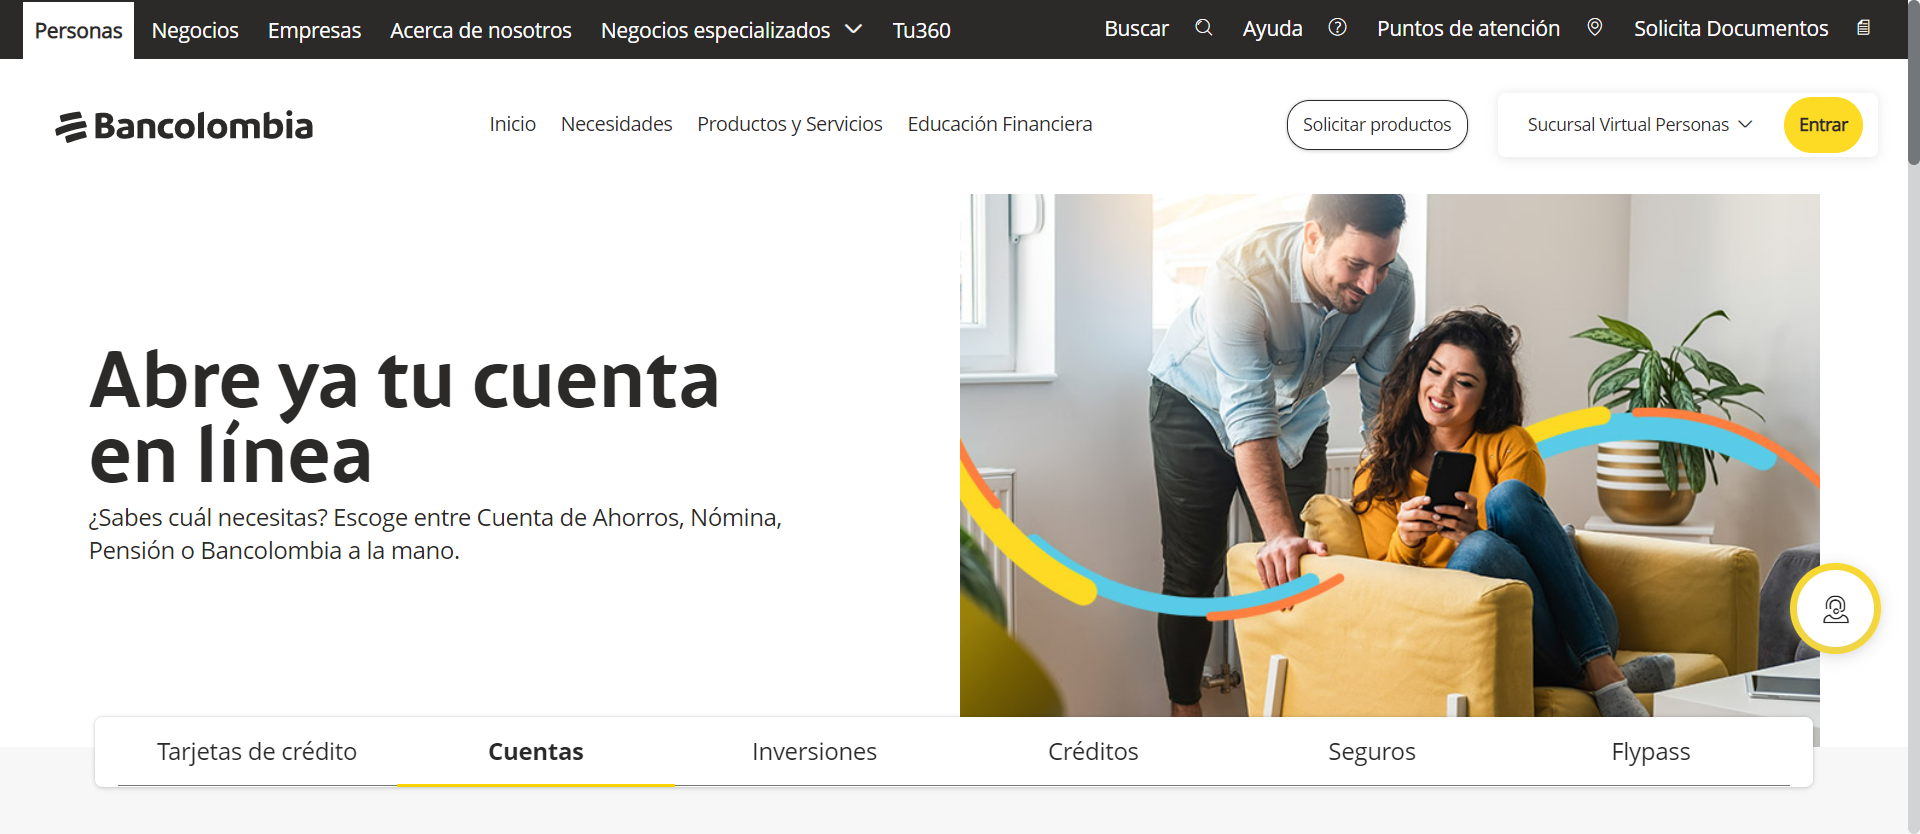 Personas Negocios Empresas Acerca de nosotros Negocios especializados Tu360 Buscar Ayuda Puntos de atención Solicita Documentos
Bancolombia Inicio Necesidades Productos y Servicios Educación Financiera Solicitar productos Sucursal Virtual Personas Entrar
Abre ya tu cuenta
en línea
¿Sabes cuál necesitas? Escoge entre Cuenta de Ahorros, Nómina,
Pensión o Bancolombia a la mano.
Tarjetas de crédito Cuentas Inversiones Créditos Seguros Flypass